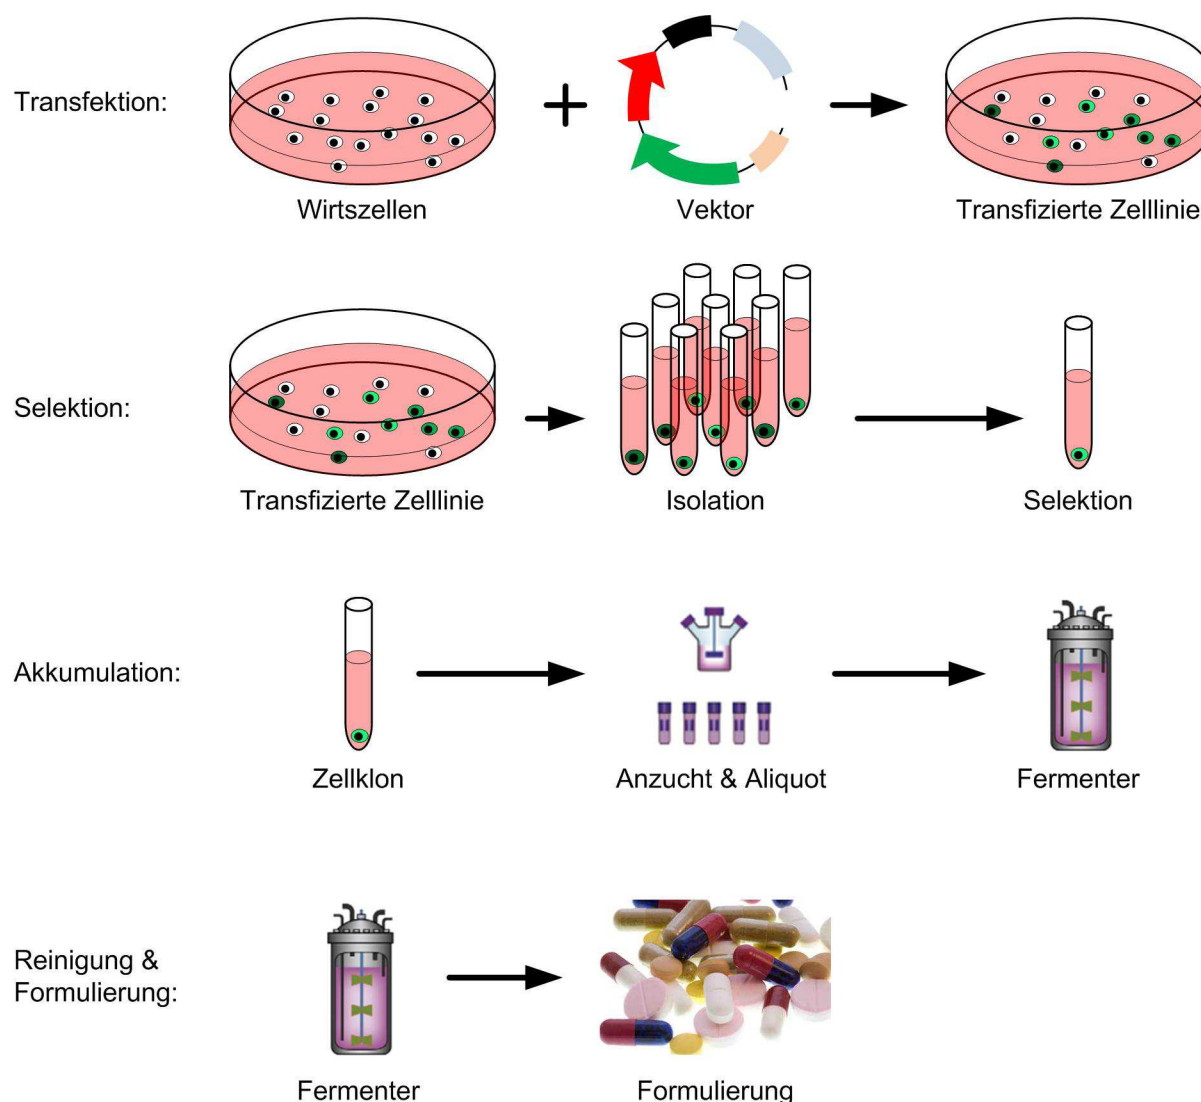 Transfektion:
Wirtszellen
Vektor
Transfizierte Zelllinie
Selektion:
Transfizierte Zelllinie
Isolation
Selektion
Akkumulation:
Zellklon
Anzucht & Aliquot
Fermenter
Reinigung &
Formulierung:
Fermenter
Formulierung